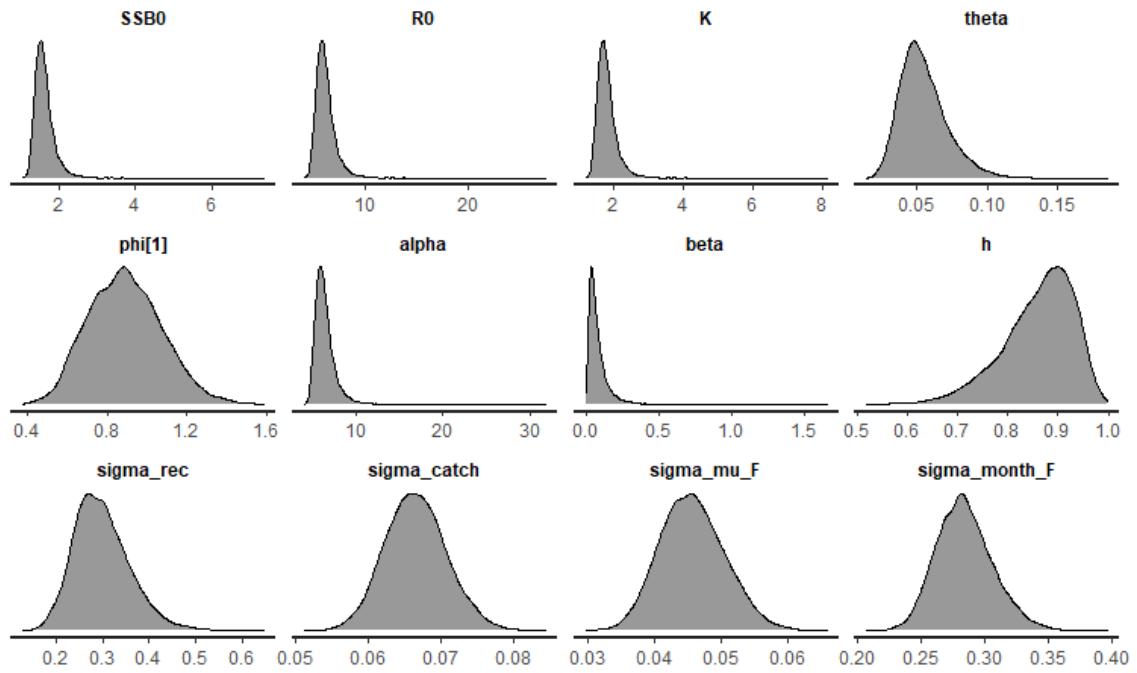 SSB0 R0 K theta
2 4 6 10 20 2 4 6 8 0.05 0.10 0.15
phi[1] alpha beta h
0.4 0.8 1.2 1.6 10 20 30 0.0 0.5 1.0 1.5 0.5 0.6 0.7 0.8 0.9 1.0
sigma_rec sigma_catch sigma_mu_F sigma_month_F
0.2 0.3 0.4 0.5 0.6 0.05 0.06 0.07 0.08 0.03 0.04 0.05 0.06 0.20 0.25 0.30 0.35 0.40